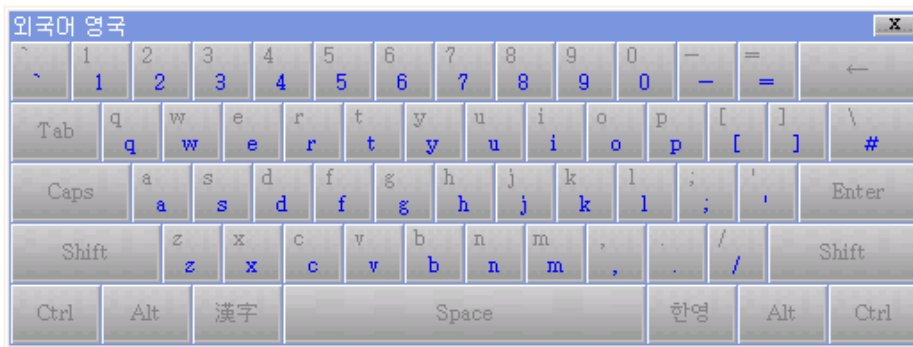 외국어 영국 x
` 1 2 3 4 5 6 7 8 9 0 - = ←
` 1 2 3 4 5 6 7 8 9 0 - =
Tab q w e r t y u i o p [ ] \
q w e r t y u i o p [ ] #
Caps a s d f g h j k l ; ' Enter
a s d f g h j k l ; '
Shift z x c v b n m , . / Shift
z x c v b n m , . /
Ctrl Alt 漢字 Space 한영 Alt Ctrl